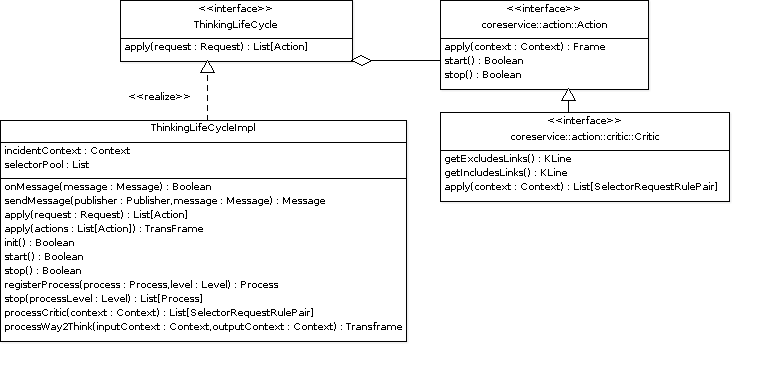 <<interface>>
ThinkingLifeCycle
apply(request : Request) : List[Action]
<<interface>>
coreservice::action::Action
apply(context : Context) : Frame
start() : Boolean
stop() : Boolean
<<realize>>
<<interface>>
coreservice::action::critic::Critic
getExcludesLinks() : KLine
getIncludesLinks() : KLine
apply(context : Context) : List[SelectorRequestRulePair]
ThinkingLifeCycleImpl
incidentContext : Context
selectorPool : List
onMessage(message : Message) : Boolean
sendMessage(publisher : Publisher,message : Message) : Message
apply(request : Request) : List[Action]
apply(actions : List[Action]) : TransFrame
init() : Boolean
start() : Boolean
stop() : Boolean
registerProcess(process : Process,level : Level) : Process
stop(processLevel : Level) : List[Process]
processCritic(context : Context) : List[SelectorRequestRulePair]
processWay2Think(inputContext : Context,outputContext : Context) : Transframe